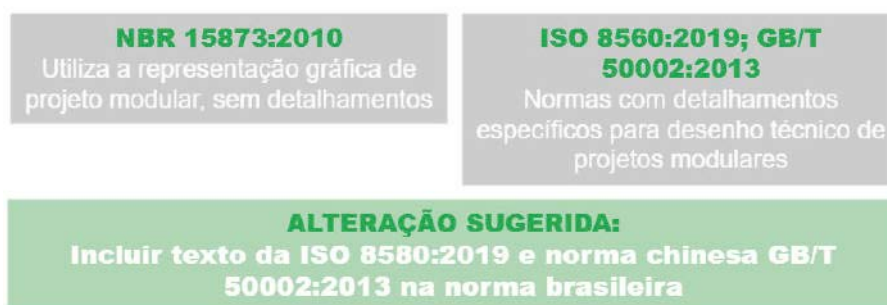 NBR 15873:2010
Utiliza a representação gráfica de
projeto modular, sem detalhamentos
ISO 8560:2019; GB/T
50002:2013
Normas com detalhamentos
específicos para desenho técnico de
projetos modulares
ALTERAÇÃO SUGERIDA:
Incluir texto da ISO 8580:2019 e norma chinesa GB/T
50002:2013 na norma brasileira